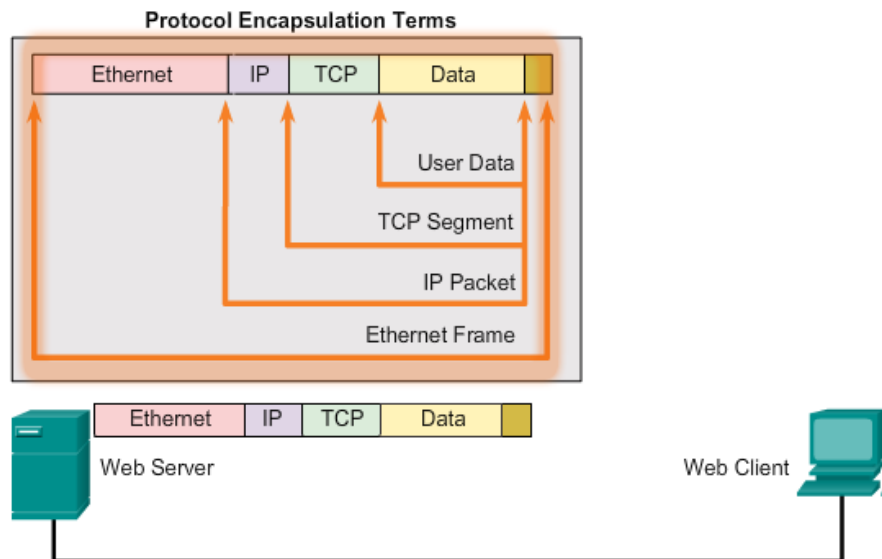 Protocol Encapsulation Terms
Ethernet IP TCP Data
User Data
TCP Segment
IP Packet
Ethernet Frame
Ethernet IP TCP Data
Web Server
Web Client